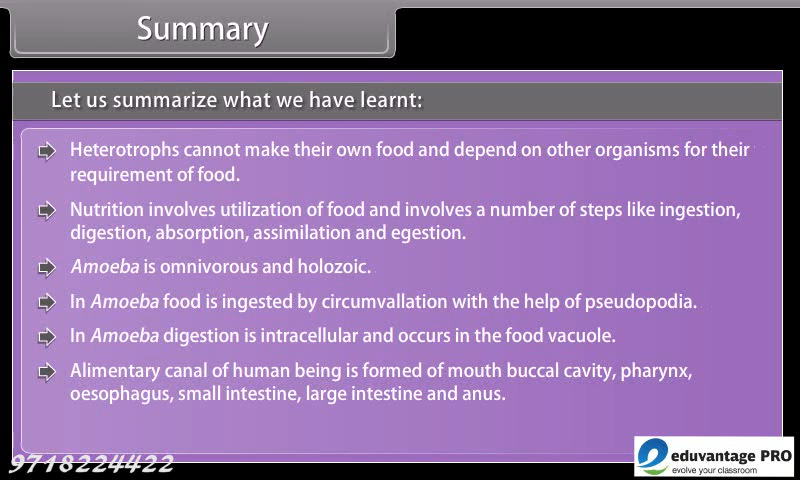 Summary
Let us summarize what we have learnt:
Heterotrophs cannot make their own food and depend on other organisms for their
requirement of food.
Nutrition involves utilization of food and involves a number of steps like ingestion,
digestion, absorption, assimilation and egestion.
Amoeba is omnivorous and holozoic.
In Amoeba food is ingested by circumvallation with the help of pseudopodia.
In Amoeba digestion is intracellular and occurs in the food vacuole.
Alimentary canal of human being is formed of mouth buccal cavity, pharynx,
oesophagus, small intestine, large intestine and anus.
9718224422
eduvantage PRO
evolve your classroom